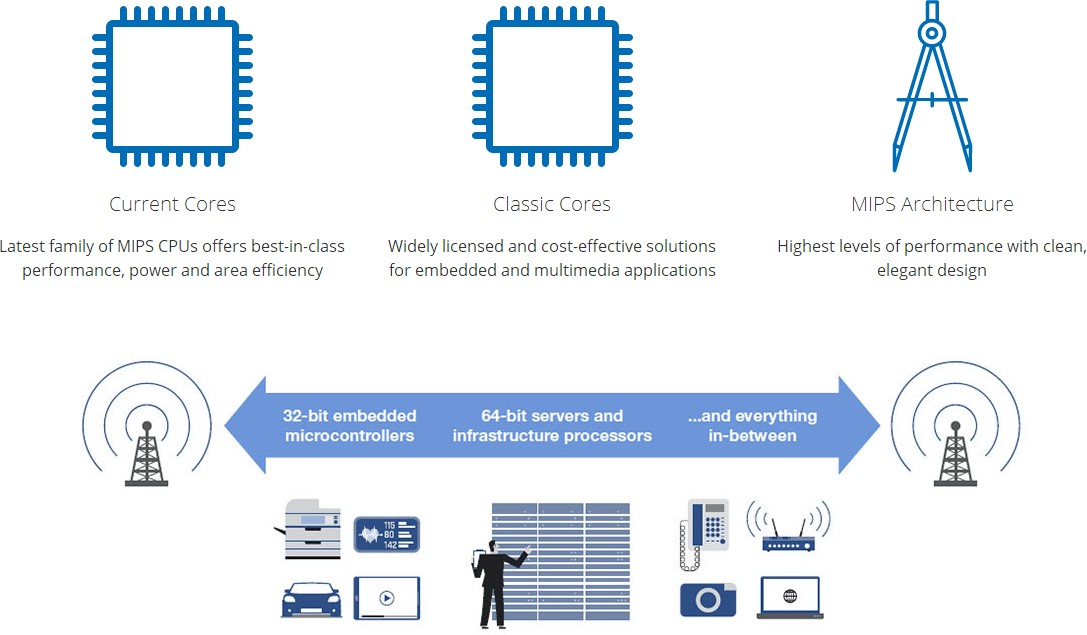 Current Cores
Latest family of MIPS CPUs offers best-in-class
performance, power and area efficiency
Classic Cores
Widely licensed and cost-effective solutions
for embedded and multimedia applications
MIPS Architecture
Highest levels of performance with clean,
elegant design
32-bit embedded
microcontrollers
64-bit servers and
infrastructure processors
...and everything
in-between
115
80
142